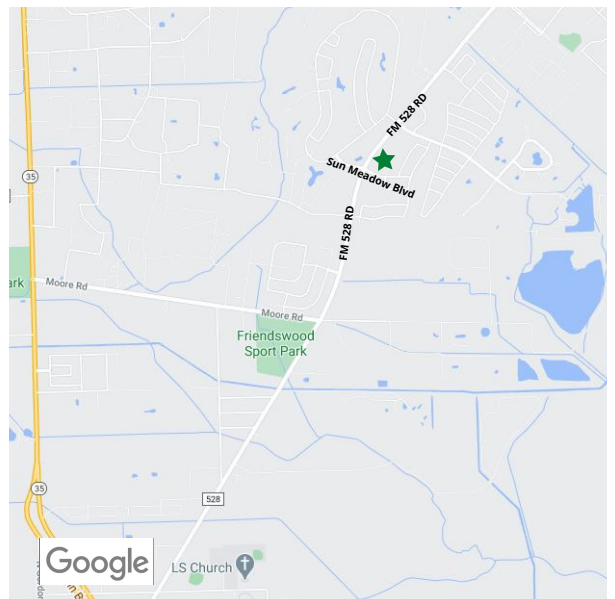 FM 528 RD
Sun Meadow Blvd
35
FM 528 RD
ark
Moore Rd
Moore Rd
Friendswood
Sport Park
35
528
Google
LS Church